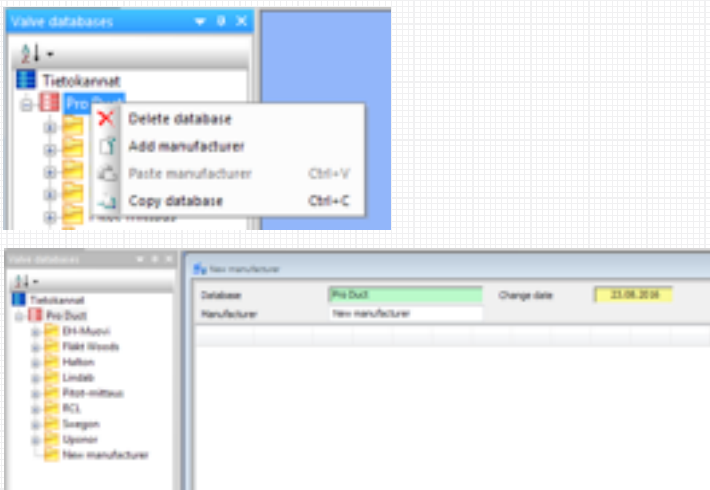 Valve databases
Tietokannat
Pro Duct
Delete database
Add manufacturer
Paste manufacturer Ctrl+V
Copy database Ctrl+C
Valve databases
Tietokannat
Pro Duct
EH-Muovi
Fläkt Woods
Halton
Lindab
Pitot-mittaus
RCL
Swegon
Uponor
New manufacturer
New manufacturer
Database Pro Duct Change date 23.08.2016
Manufacturer New manufacturer